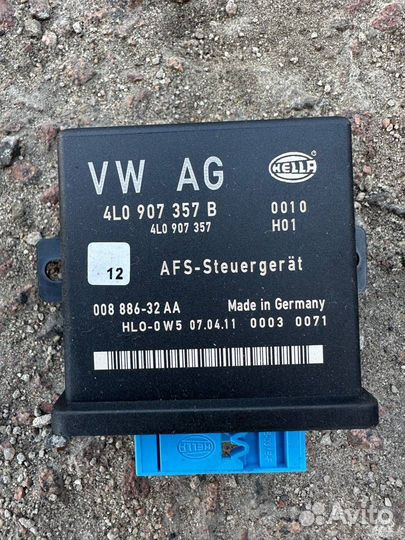 VW AG
HELLA
4L0 907 357 B 0010
4L0 907 357 H01
12
AFS-Steuergerät
008 886-32 AA Made in Germany
HLO-0W5 07.04.11 0003 0071
HELLA
Avito